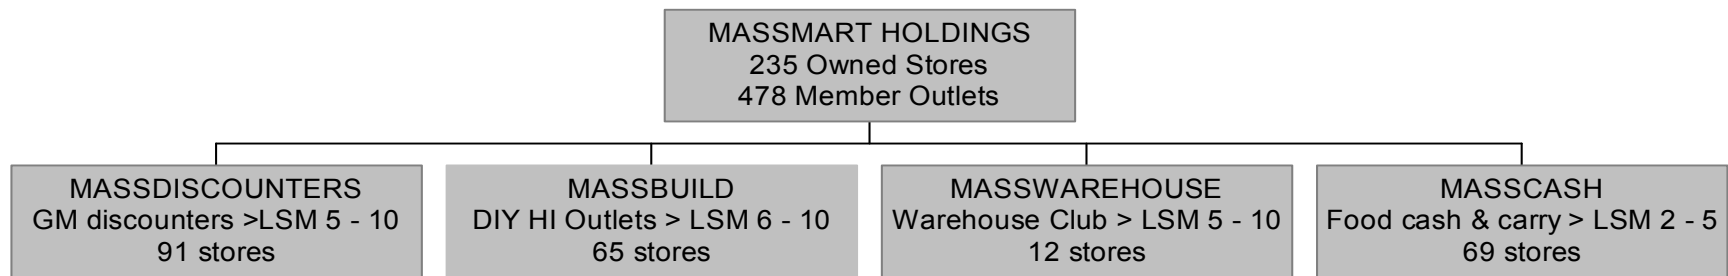 MASSMART HOLDINGS
235 Owned Stores
478 Member Outlets
MASSDISCOUNTERS
GM discounters >LSM 5 - 10
91 stores
MASSBUILD
DIY HI Outlets > LSM 6 - 10
65 stores
MASSWAREHOUSE
Warehouse Club > LSM 5 - 10
12 stores
MASSCASH
Food cash & carry > LSM 2 - 5
69 stores